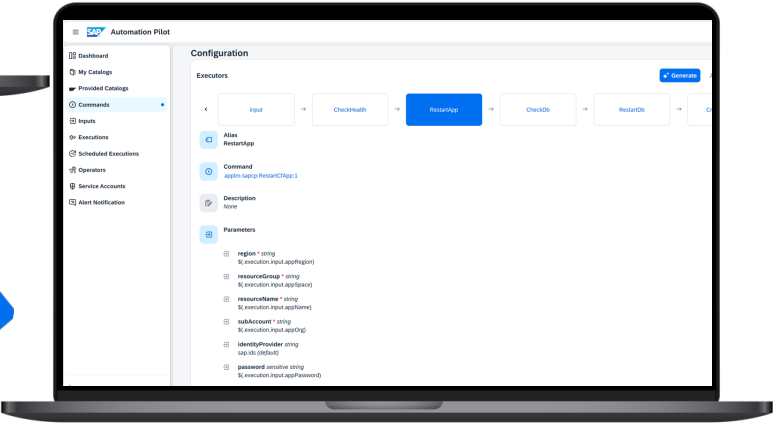 SAP Automation Pilot
Dashboard
My Catalogs
Provided Catalogs
Commands
Inputs
Executions
Scheduled Executions
Operators
Service Accounts
Alert Notification
Configuration
Executors
Generate
input
CheckHealth
RestartApp
CheckDb
RestartDb
Alias
RestartApp
Command
applm-sapcp:RestartCfApp:1
Description
None
Parameters
region * string
$(.execution.input.appRegion)
resourceGroup * string
$(.execution.input.appSpace)
resourceName * string
$(.execution.input.appName)
subAccount * string
$(.execution.input.appOrg)
identityProvider string
sap.ids (default)
password sensitive string
$(.execution.input.appPassword)